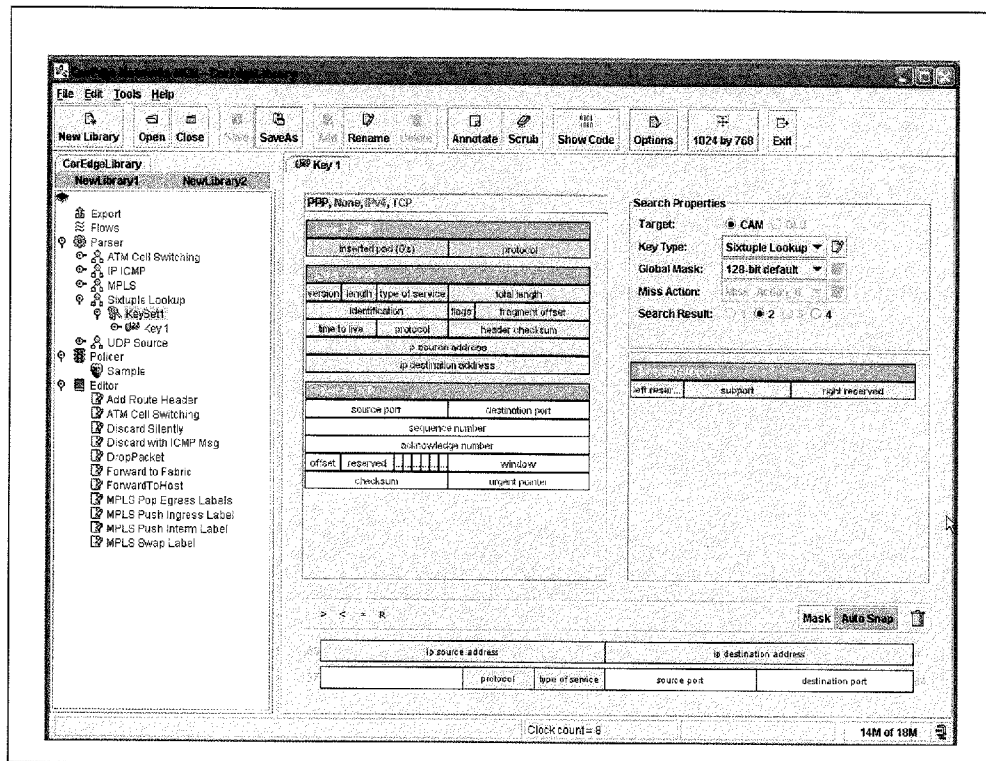 File Edit Tools Help
New Library Open Close Save SaveAs Add Rename Delete Annotate Scrub Show Code Options 1024 by 768 Exit
CorEdgeLibrary
NewLibrary1 NewLibrary2
Export
Flows
Parser
ATM Cell Switching
IP ICMP
MPLS
Sixtuple Lookup
KeySet1
Key 1
UDP Source
Policer
Sample
Editor
Add Route Header
ATM Cell Switching
Discard Silently
Discard with ICMP Msg
DropPacket
Forward to Fabric
ForwardToHost
MPLS Pop Egress Labels
MPLS Push Ingress Label
MPLS Push Interm Label
MPLS Swap Label
Key 1
PPP, None, IPv4, TCP
inserted pad (0's) protocol
version length type of service total length
identification flags fragment offset
time to live protocol header checksum
ip source address
ip destination address
source port destination port
sequence number
acknowledge number
offset reserved window
checksum urgent pointer
Search Properties
Target: CAM
Key Type: Sixtuple Lookup
Global Mask: 128-bit default
Miss Action:
Search Result: 1 2 3 4
left reser... subport right reserved
> < = R
Mask Auto Snap
ip source address ip destination address
protocol type of service source port destination port
Clock count = 8
14M of 18M